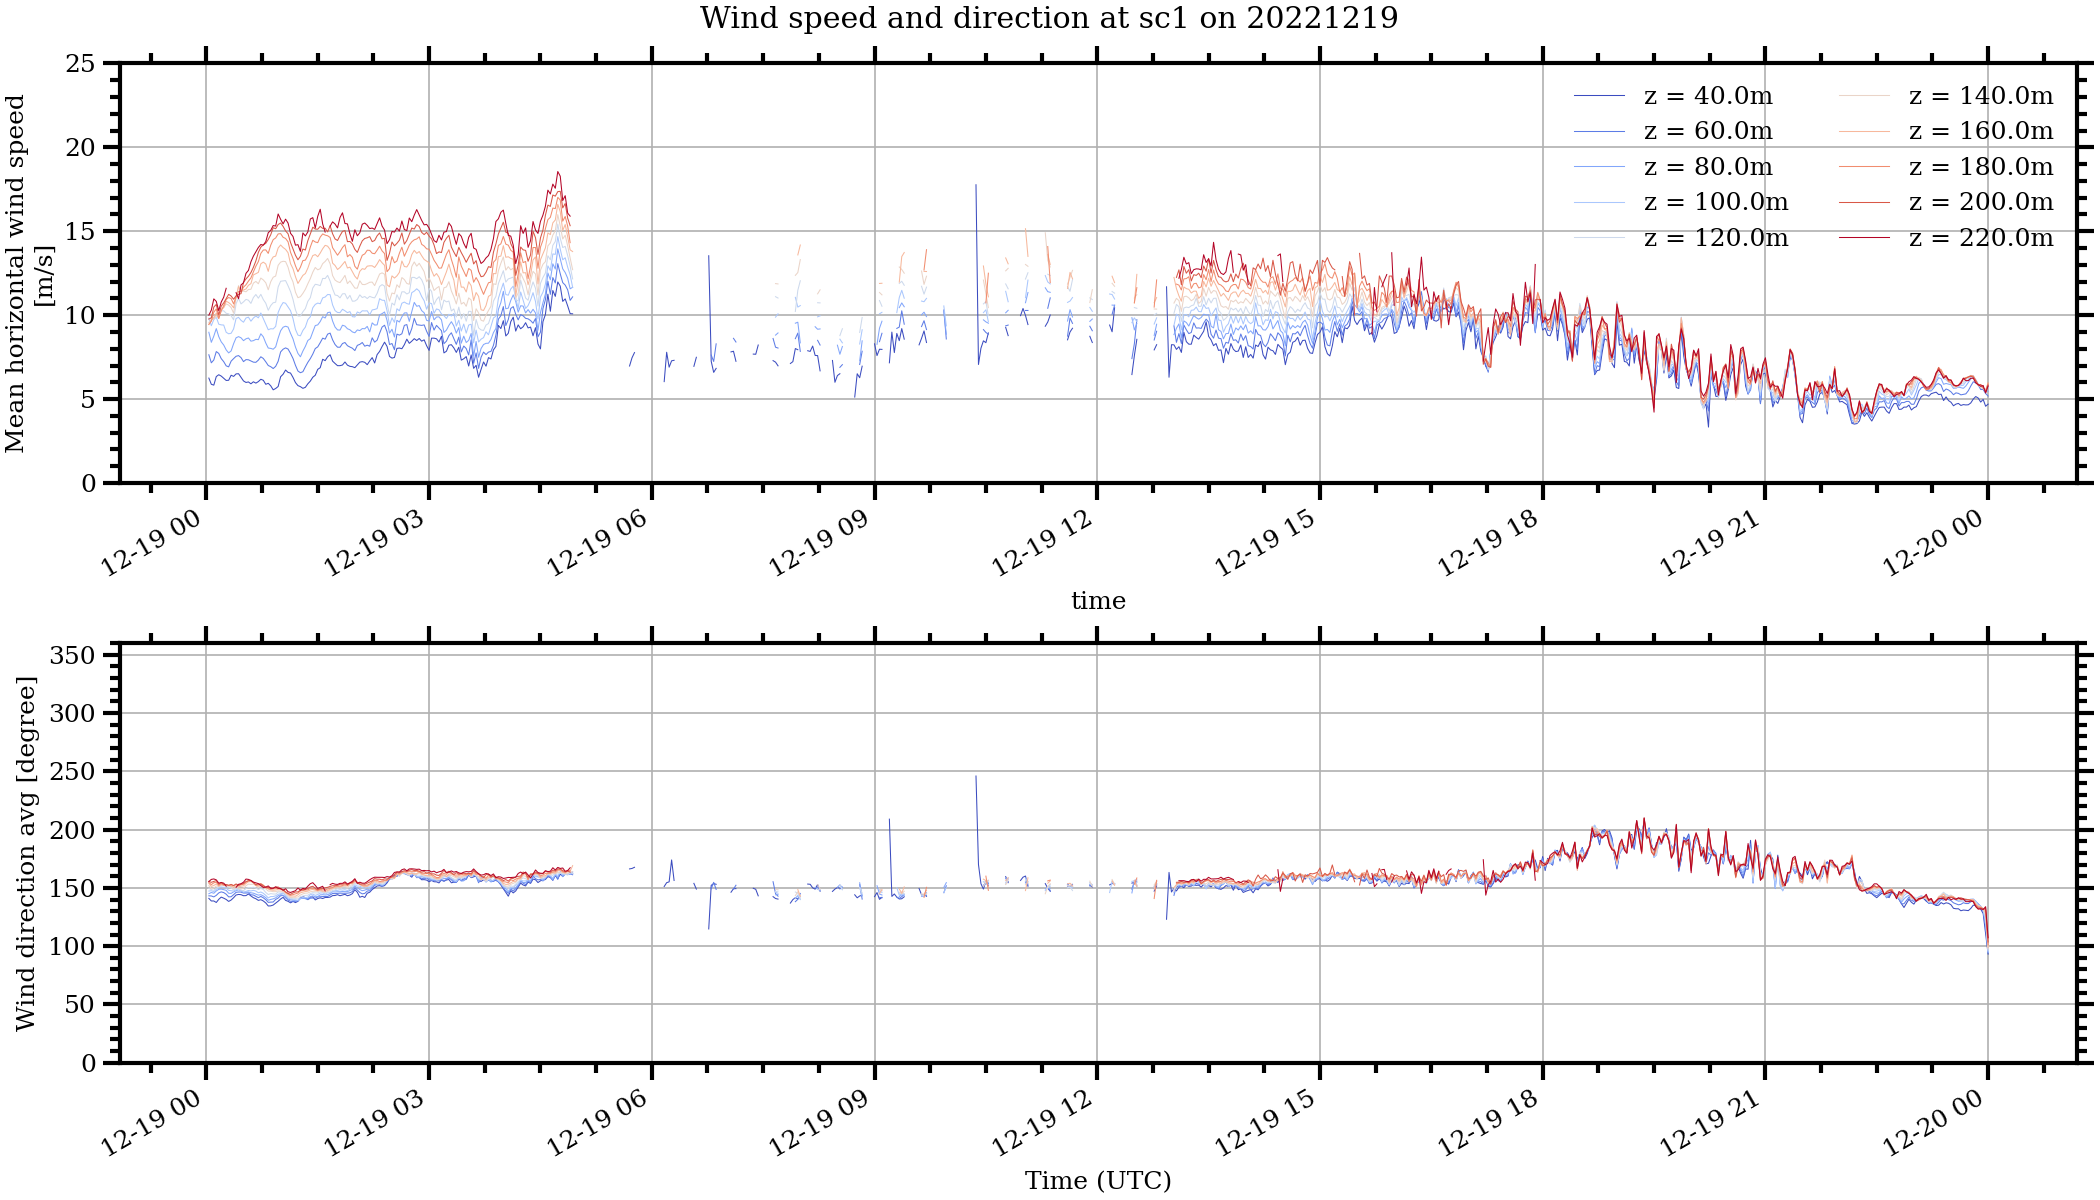 Wind speed and direction at sc1 on 20221219
Mean horizontal wind speed
[m/s]
25
20
15
10
5
0
z = 40.0m
z = 60.0m
z = 80.0m
z = 100.0m
z = 120.0m
z = 140.0m
z = 160.0m
z = 180.0m
z = 200.0m
z = 220.0m
12-19 00
12-19 03
12-19 06
12-19 09
12-19 12
12-19 15
12-19 18
12-19 21
12-20 00
time
Wind direction avg [degree]
350
300
250
200
150
100
50
0
12-19 00
12-19 03
12-19 06
12-19 09
12-19 12
12-19 15
12-19 18
12-19 21
12-20 00
Time (UTC)